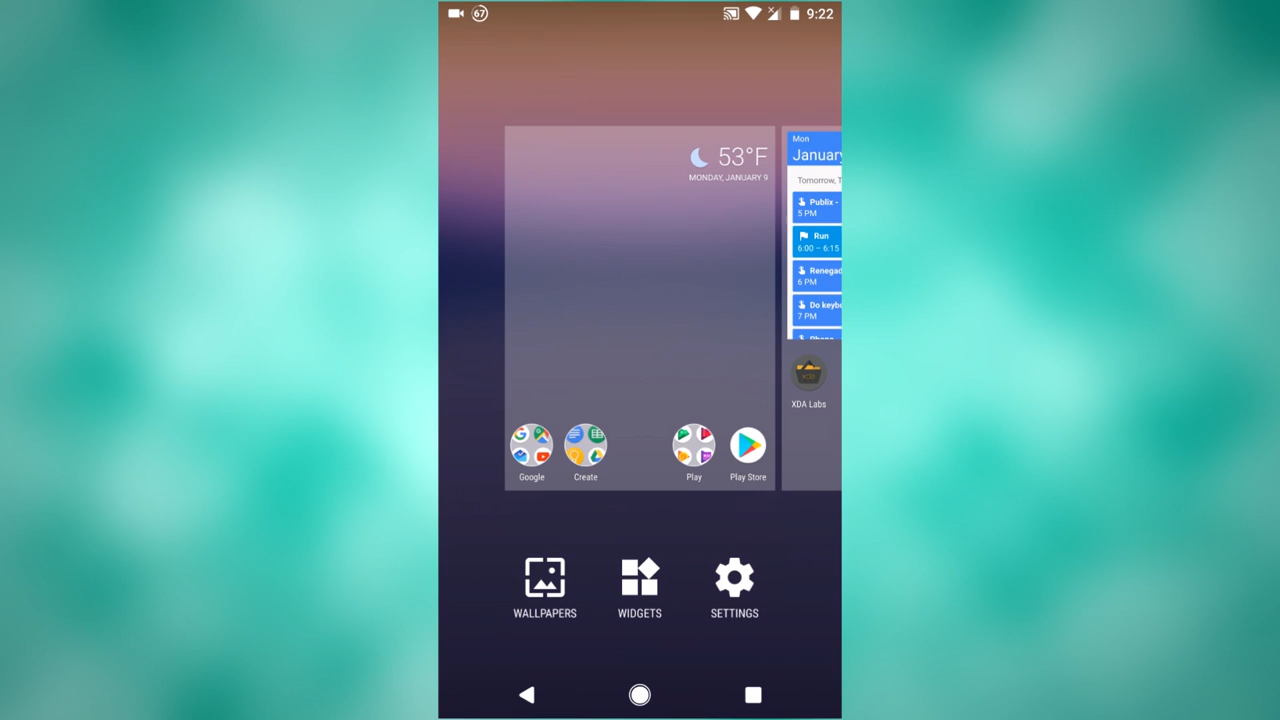 67
9:22
53°F
MONDAY, JANUARY 9
Mon
January
Tomorrow, T
Publix -
5 PM
Run
6:00 – 6:15
Renegad
6 PM
Do keyb
7 PM
XDA Labs
Google
Create
Play
Play Store
WALLPAPERS
WIDGETS
SETTINGS